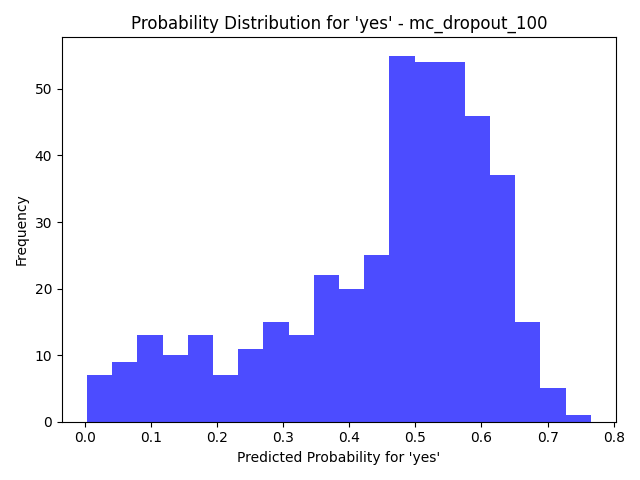 Probability Distribution for 'yes' - mc_dropout_100
Frequency
50
40
30
20
10
0
0.0 0.1 0.2 0.3 0.4 0.5 0.6 0.7 0.8
Predicted Probability for 'yes'